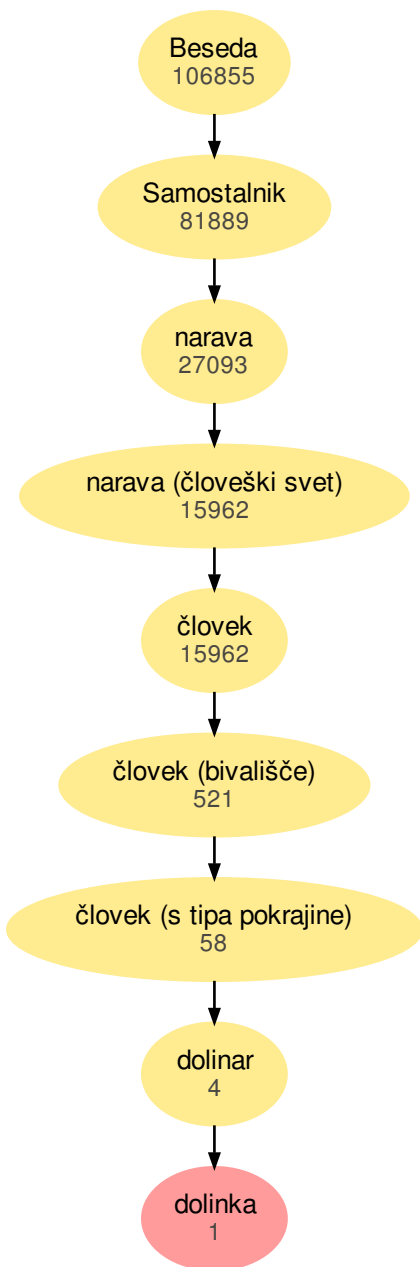 Beseda
106855
Samostalnik
81889
narava
27093
narava (človeški svet)
15962
človek
15962
človek (bivališče)
521
človek (s tipa pokrajine)
58
dolinar
4
dolinka
1